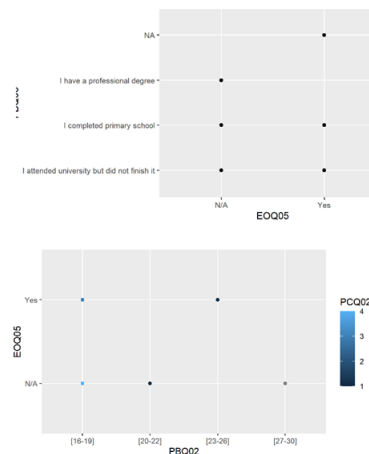 NA
I have a professional degree
I completed primary school
I attended university but did not finish it
N/A Yes
EOQ05
Yes
N/A
EOQ05
[16-19] [20-22] [23-26] [27-30]
PBQ02
PCQ02
4
3
2
1